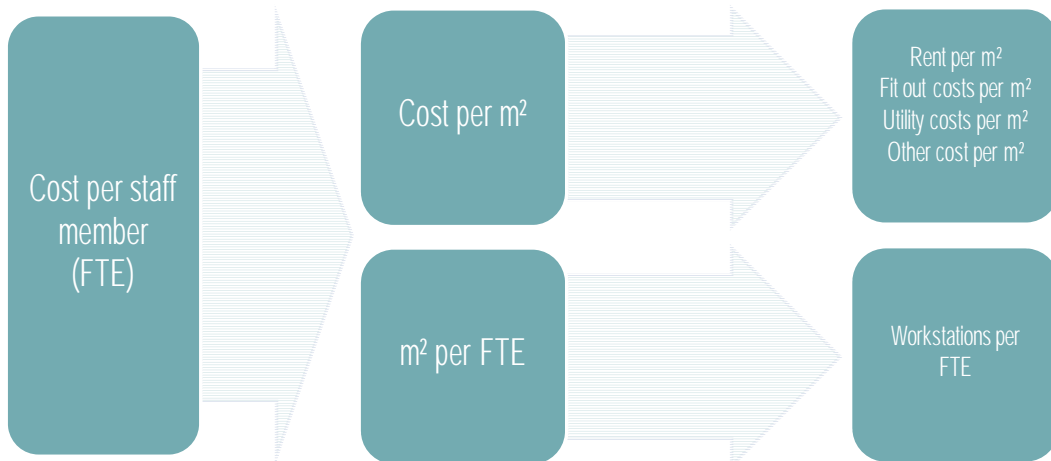 Cost per staff
member
(FTE)
Cost per m²
m² per FTE
Rent per m²
Fit out costs per m²
Utility costs per m²
Other cost per m²
Workstations per
FTE